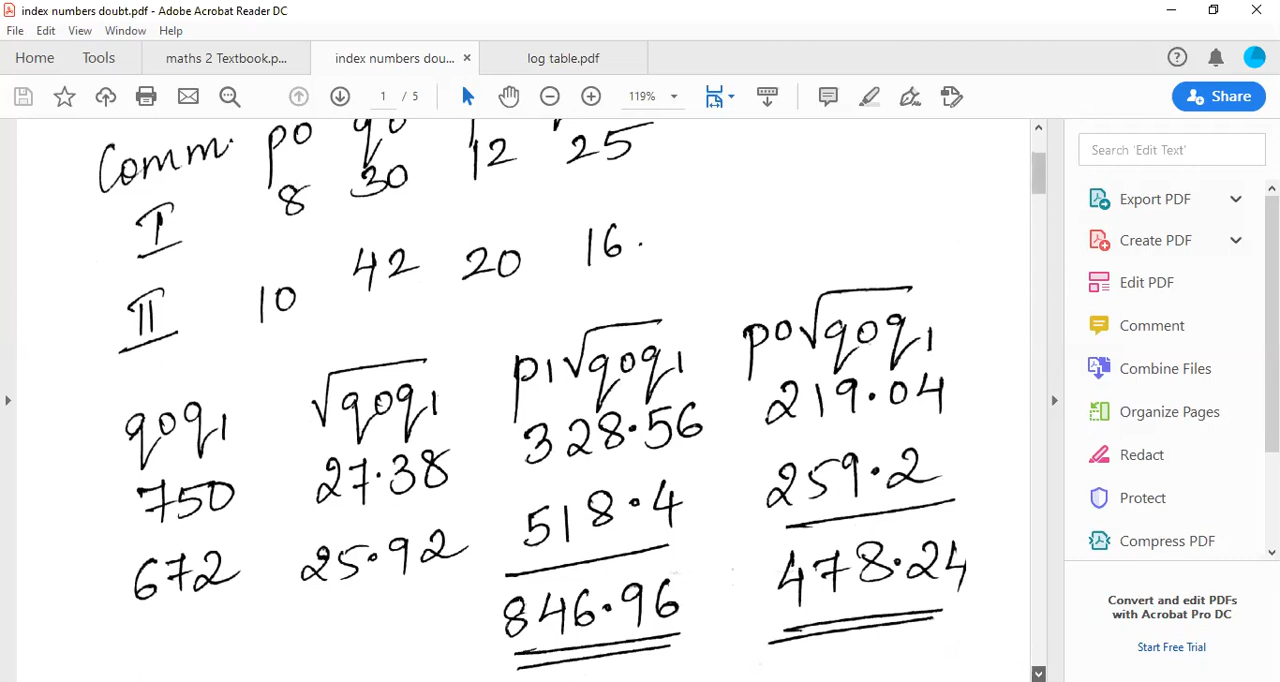 index numbers doubt.pdf - Adobe Acrobat Reader DC
File Edit View Window Help
Home Tools maths 2 Textbook.p... index numbers dou... × log table.pdf
1 / 5 119% Share
Comm. p0 q0
I 8 30 12 25
II 10 42 20 16.
q0q1 √q0q1 p1√q0q1 p0√q0q1
750 27.38 328.56 219.04
672 25.92 518.4 259.2
846.96 478.24
Search 'Edit Text'
Export PDF
Create PDF
Edit PDF
Comment
Combine Files
Organize Pages
Redact
Protect
Compress PDF
Convert and edit PDFs
with Acrobat Pro DC
Start Free Trial